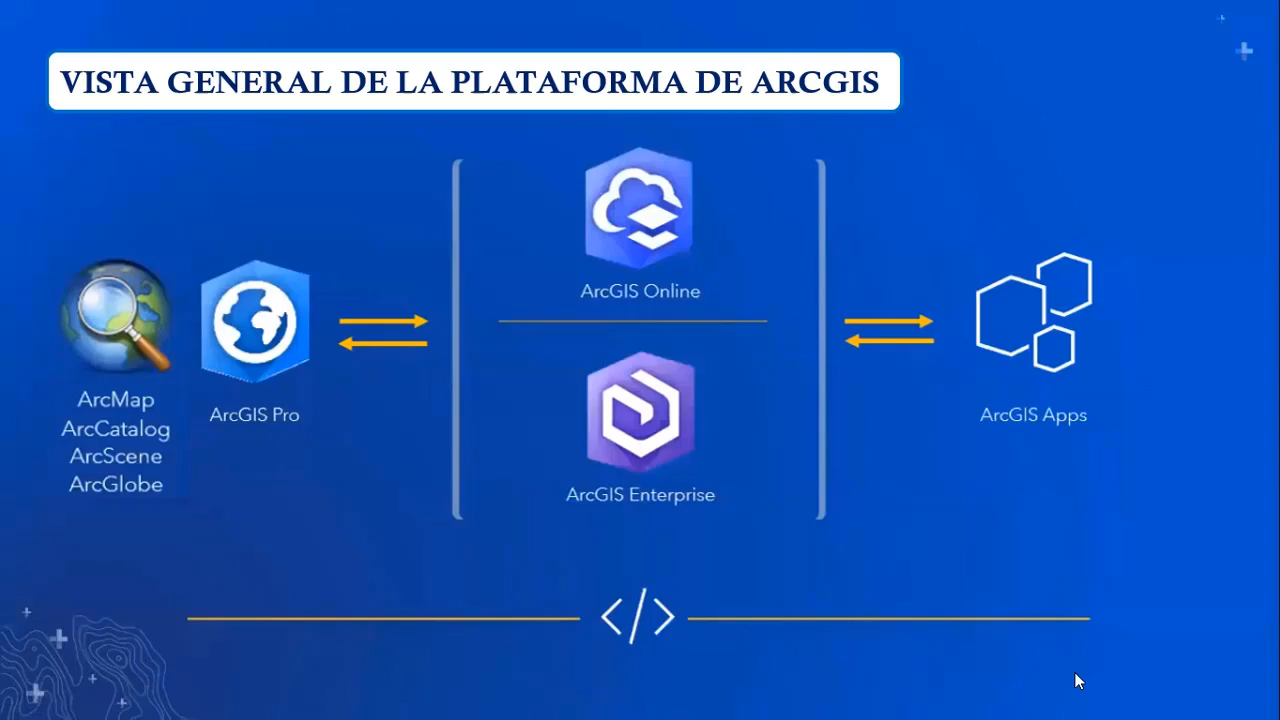 VISTA GENERAL DE LA PLATAFORMA DE ARCGIS
ArcMap
ArcCatalog
ArcScene
ArcGlobe
ArcGIS Pro
ArcGIS Online
ArcGIS Enterprise
ArcGIS Apps
</>